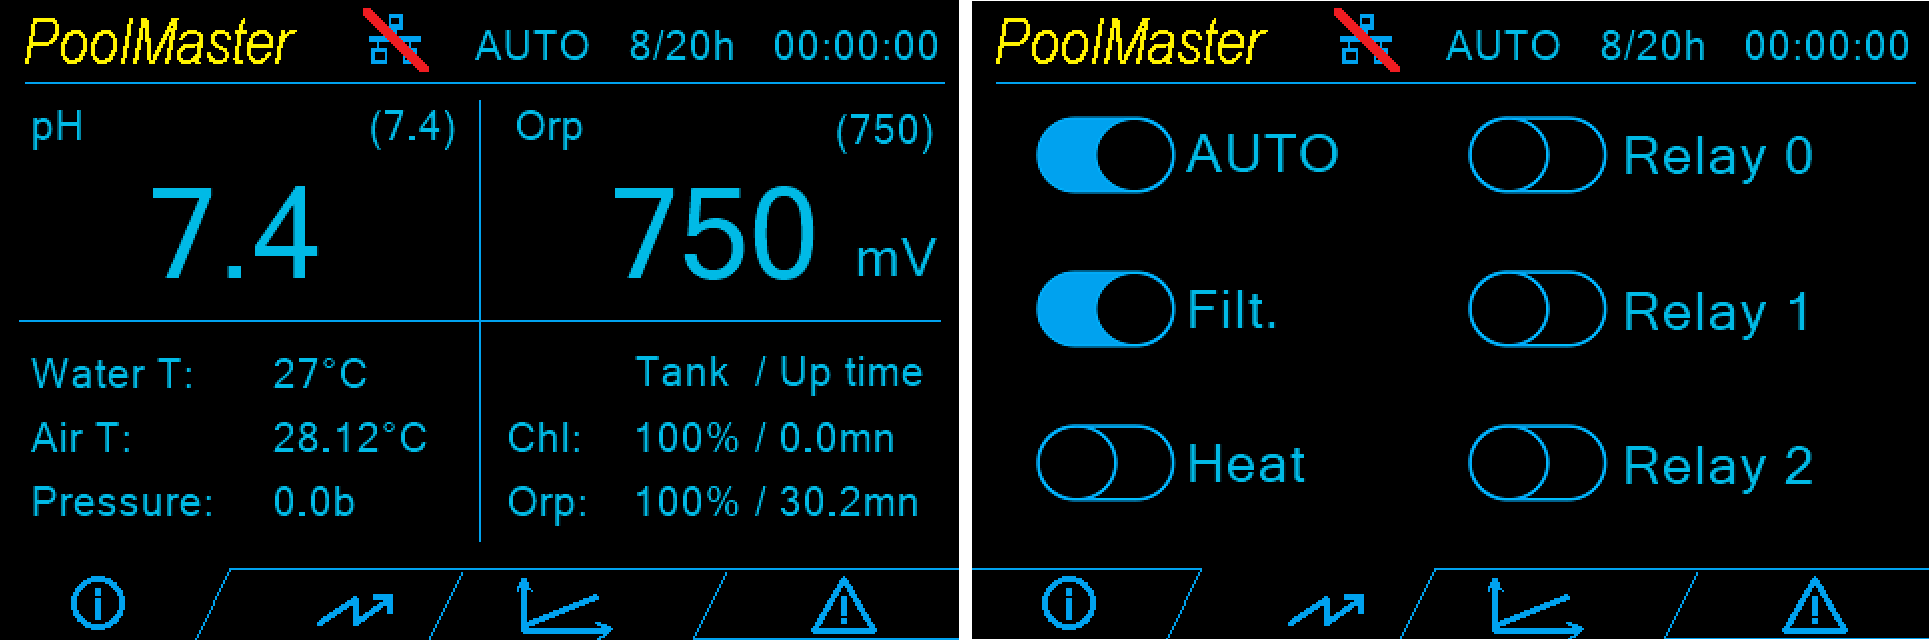 PoolMaster AUTO 8/20h 00:00:00
pH (7.4) Orp (750)
7.4 750 mV
Water T: 27°C Tank / Up time
Air T: 28.12°C Chl: 100% / 0.0mn
Pressure: 0.0b Orp: 100% / 30.2mn
PoolMaster AUTO 8/20h 00:00:00
AUTO Relay 0
Filt. Relay 1
Heat Relay 2